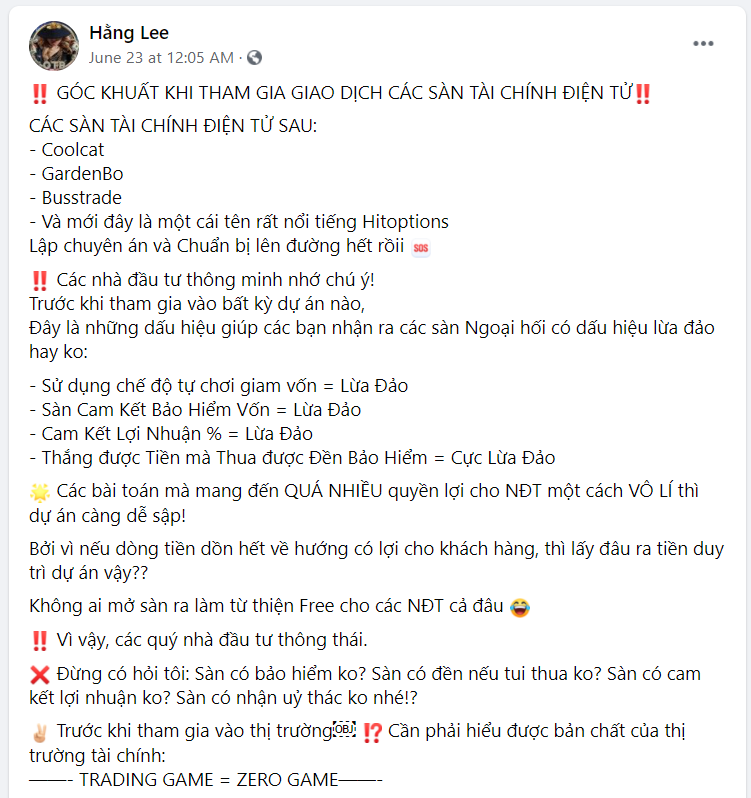 Hằng Lee
June 23 at 12:05 AM ·
‼️ GÓC KHUẤT KHI THAM GIA GIAO DỊCH CÁC SÀN TÀI CHÍNH ĐIỆN TỬ‼️
CÁC SÀN TÀI CHÍNH ĐIỆN TỬ SAU:
- Coolcat
- GardenBo
- Busstrade
- Và mới đây là một cái tên rất nổi tiếng Hitoptions
Lập chuyên án và Chuẩn bị lên đường hết rồii 🆘
‼️ Các nhà đầu tư thông minh nhớ chú ý!
Trước khi tham gia vào bất kỳ dự án nào,
Đây là những dấu hiệu giúp các bạn nhận ra các sàn Ngoại hối có dấu hiệu lừa đảo
hay ko:
- Sử dụng chế độ tự chơi giam vốn = Lừa Đảo
- Sàn Cam Kết Bảo Hiểm Vốn = Lừa Đảo
- Cam Kết Lợi Nhuận % = Lừa Đảo
- Thắng được Tiền mà Thua được Đền Bảo Hiểm = Cực Lừa Đảo
🌟 Các bài toán mà mang đến QUÁ NHIỀU quyền lợi cho NĐT một cách VÔ LÍ thì
dự án càng dễ sập!
Bởi vì nếu dòng tiền dồn hết về hướng có lợi cho khách hàng, thì lấy đâu ra tiền duy
trì dự án vậy??
Không ai mở sàn ra làm từ thiện Free cho các NĐT cả đâu 😂
‼️ Vì vậy, các quý nhà đầu tư thông thái.
❌ Đừng có hỏi tôi: Sàn có bảo hiểm ko? Sàn có đền nếu tui thua ko? Sàn có cam
kết lợi nhuận ko? Sàn có nhận uỷ thác ko nhé!?
✌🏻 Trước khi tham gia vào thị trường￼ ⁉️ Cần phải hiểu được bản chất của thị
trường tài chính:
——- TRADING GAME = ZERO GAME——-